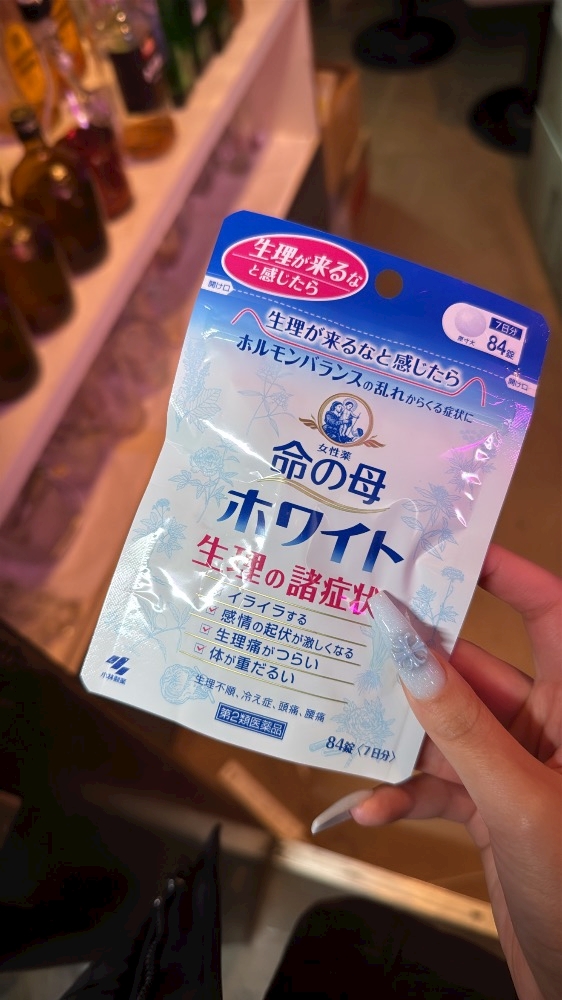 生理が来るな
と感じたら
開け口
7日分
84錠
実寸大
開け口
生理が来るなと感じたら
ホルモンバランスの乱れからくる症状に
女性薬
命の母
ホワイト
生理の諸症状
イライラする
感情の起伏が激しくなる
生理痛がつらい
体が重だるい
生理不順、冷え症、頭痛、腰痛
第2類医薬品
小林製薬
84錠〈7日分〉